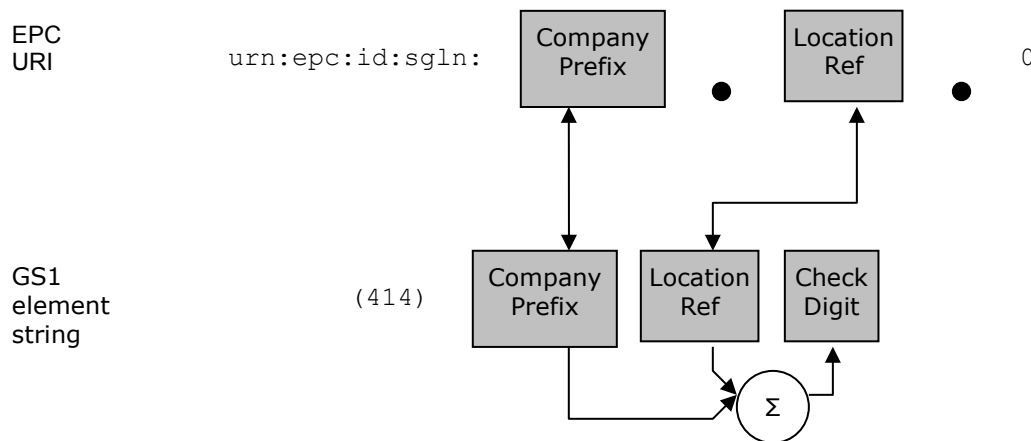 EPC
URI
urn:epc:id:sgln:
Company
Prefix
Location
Ref
0
GS1
element
string
(414)
Company
Prefix
Location
Ref
Check
Digit
Σ